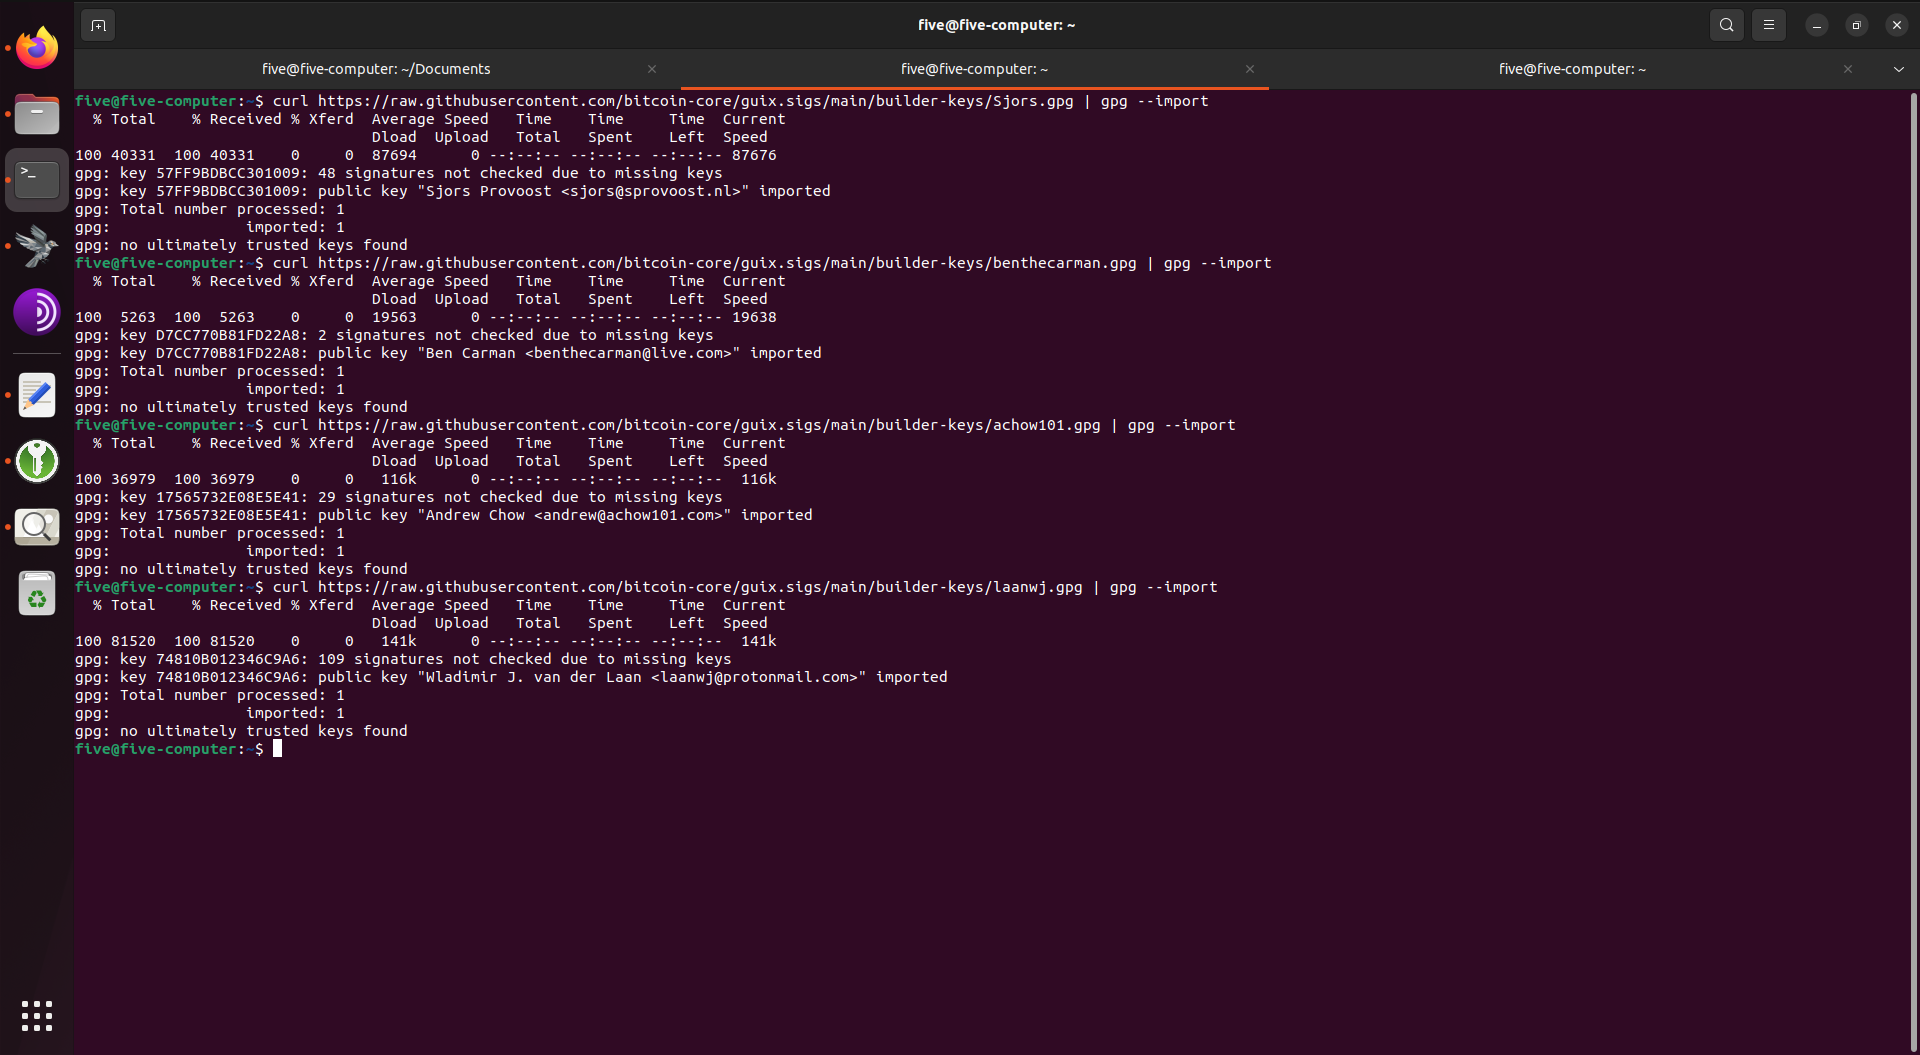 five@five-computer: ~
five@five-computer: ~/Documents
five@five-computer: ~
five@five-computer: ~
five@five-computer:~$ curl https://raw.githubusercontent.com/bitcoin-core/guix.sigs/main/builder-keys/Sjors.gpg | gpg --import
  % Total    % Received % Xferd  Average Speed   Time    Time     Time  Current
                                 Dload  Upload   Total   Spent    Left  Speed
100 40331  100 40331    0     0  87694      0 --:--:-- --:--:-- --:--:-- 87676
gpg: key 57FF9BDBCC301009: 48 signatures not checked due to missing keys
gpg: key 57FF9BDBCC301009: public key "Sjors Provoost <sjors@sprovoost.nl>" imported
gpg: Total number processed: 1
gpg:               imported: 1
gpg: no ultimately trusted keys found
five@five-computer:~$ curl https://raw.githubusercontent.com/bitcoin-core/guix.sigs/main/builder-keys/benthecarman.gpg | gpg --import
  % Total    % Received % Xferd  Average Speed   Time    Time     Time  Current
                                 Dload  Upload   Total   Spent    Left  Speed
100  5263  100  5263    0     0  19563      0 --:--:-- --:--:-- --:--:-- 19638
gpg: key D7CC770B81FD22A8: 2 signatures not checked due to missing keys
gpg: key D7CC770B81FD22A8: public key "Ben Carman <benthecarman@live.com>" imported
gpg: Total number processed: 1
gpg:               imported: 1
gpg: no ultimately trusted keys found
five@five-computer:~$ curl https://raw.githubusercontent.com/bitcoin-core/guix.sigs/main/builder-keys/achow101.gpg | gpg --import
  % Total    % Received % Xferd  Average Speed   Time    Time     Time  Current
                                 Dload  Upload   Total   Spent    Left  Speed
100 36979  100 36979    0     0   116k      0 --:--:-- --:--:-- --:--:--  116k
gpg: key 17565732E08E5E41: 29 signatures not checked due to missing keys
gpg: key 17565732E08E5E41: public key "Andrew Chow <andrew@achow101.com>" imported
gpg: Total number processed: 1
gpg:               imported: 1
gpg: no ultimately trusted keys found
five@five-computer:~$ curl https://raw.githubusercontent.com/bitcoin-core/guix.sigs/main/builder-keys/laanwj.gpg | gpg --import
  % Total    % Received % Xferd  Average Speed   Time    Time     Time  Current
                                 Dload  Upload   Total   Spent    Left  Speed
100 81520  100 81520    0     0   141k      0 --:--:-- --:--:-- --:--:--  141k
gpg: key 74810B012346C9A6: 109 signatures not checked due to missing keys
gpg: key 74810B012346C9A6: public key "Wladimir J. van der Laan <laanwj@protonmail.com>" imported
gpg: Total number processed: 1
gpg:               imported: 1
gpg: no ultimately trusted keys found
five@five-computer:~$